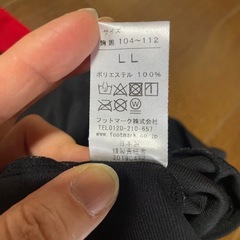 サイズ
胸囲 104～112
LL
ポリエステル 100%
フットマーク株式会社
TEL0120-210-657
www.footmark.co.jp
日本製